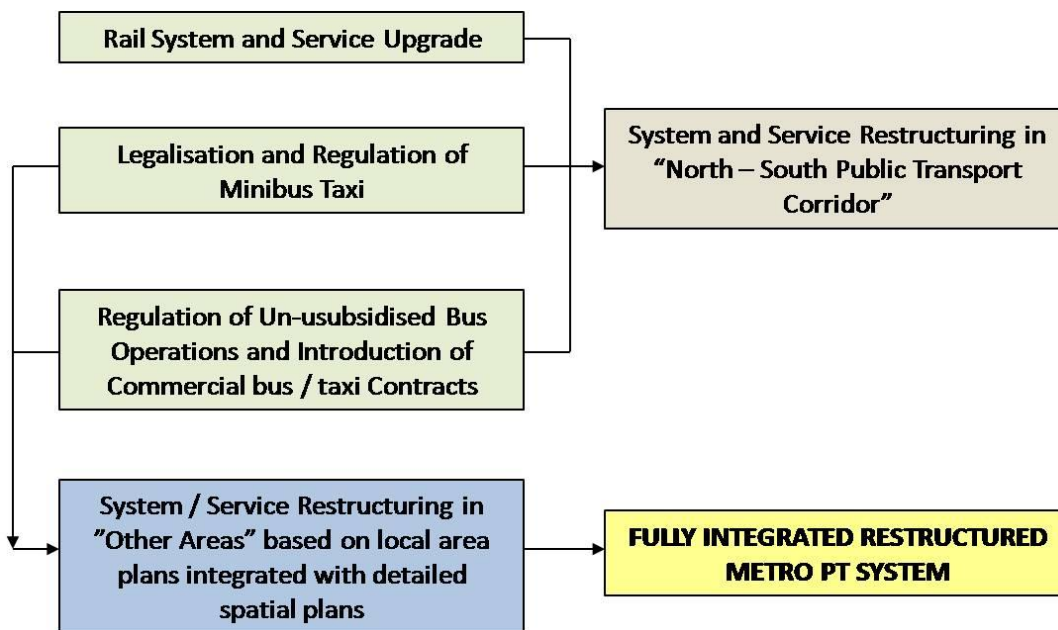 Rail System and Service Upgrade
Legalisation and Regulation of
Minibus Taxi
System and Service Restructuring in
"North – South Public Transport
Corridor"
Regulation of Un-usubsidised Bus
Operations and Introduction of
Commercial bus / taxi Contracts
System / Service Restructuring in
"Other Areas" based on local area
plans integrated with detailed
spatial plans
FULLY INTEGRATED RESTRUCTURED
METRO PT SYSTEM